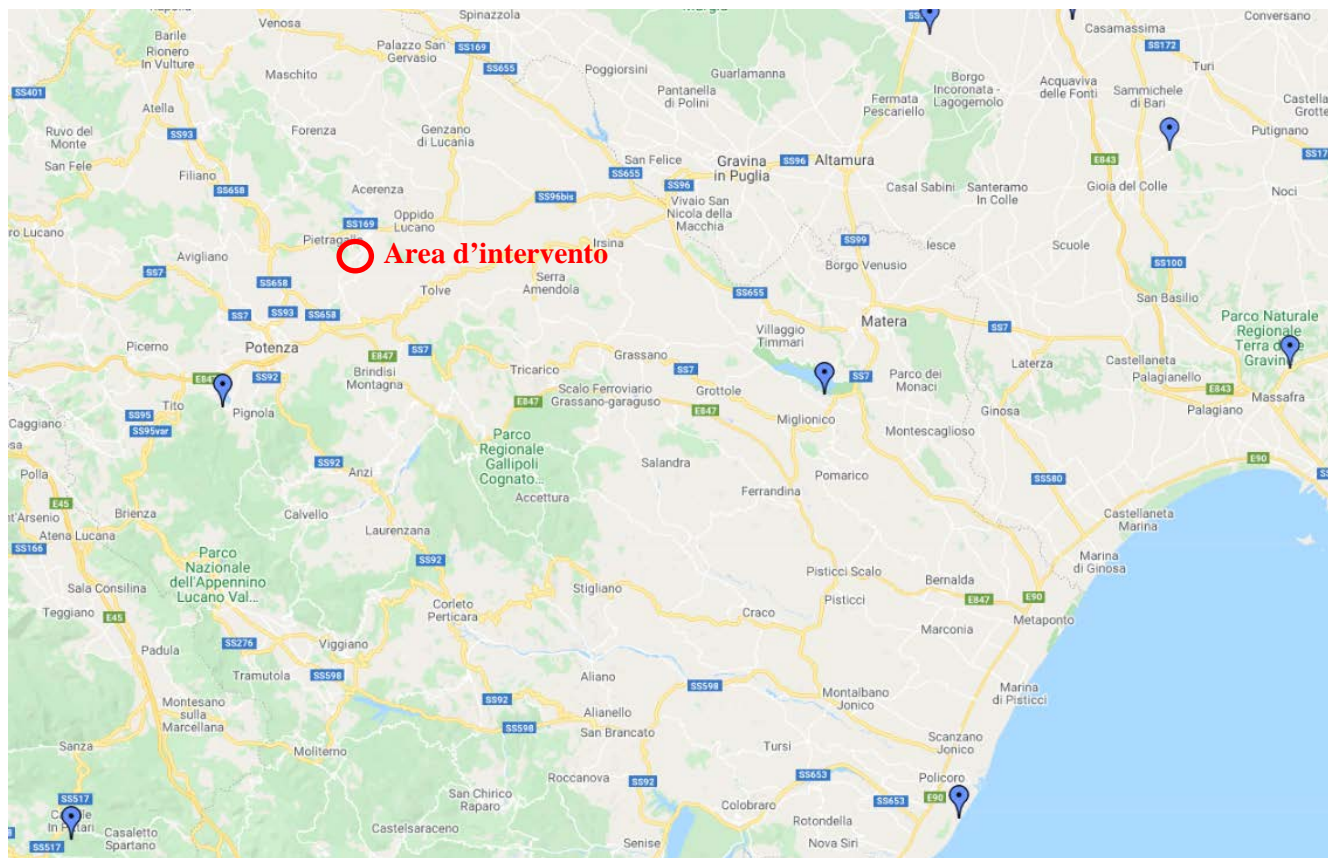 Spinazzola
Venosa
Conversano
Barile
Rionero
In Vulture
Casamassima
Palazzo San
Gervasio
SS169
SS172
SS655
Poggiorsini
Guarlamanna
Turi
Maschito
Borgo
Incoronata -
Lagogemolo
Acquaviva
delle Fonti
Sammichele
di Bari
SS401
Pantanella
di Polini
Atella
Fermata
Pescariello
Castella
Grotte
Ruvo del
Monte
SS93
Forenza
Genzano
di Lucania
Putignano
San Fele
San Felice
Gravina
in Puglia
SS96
Altamura
E843
Filiano
SS658
SS655
SS96
Acerenza
Casal Sabini
Santeramo
In Colle
Gioia del Colle
Noci
SS96bis
Vivaio San
Nicola della
Macchia
Oppido
Lucano
SS169
ro Lucano
SS99
Iesce
Scuole
Avigliano
Area d'intervento
Irsina
SS7
Borgo Venusio
SS100
SS658
Tolve
Serra
Amendola
SS655
San Basilio
SS7
SS93
SS658
Matera
Parco Naturale
Regionale
Picerno
Potenza
Villaggio
Timmari
SS7
E847
SS7
Grassano
Laterza
Castellaneta
Brindisi
Montagna
Tricarico
SS7
SS7
Parco dei
Monaci
Palagianello
SS92
Scalo Ferroviario
Grassano-garaguso
Grottole
E843
Tito
Pignola
E847
E847
Ginosa
Palagiano
Massafra
SS95
SS95var
Caggiano
Miglionico
Montescaglioso
Parco
Regionale
Gallipoli
Cognato...
E90
SS92
Anzi
Salandra
Pomarico
Polla
SS580
Accettura
Ferrandina
E45
Brienza
Calvello
Castellaneta
Marina
Atena Lucana
Laurenzana
SS166
Parco
Nazionale
dell'Appennino
Lucano Val...
SS92
Marina
di Ginosa
Pisticci Scalo
Bernalda
Sala Consilina
Stigliano
E847
E90
Teggiano
E45
Corleto
Perticara
Craco
Pisticci
Metaponto
Marconia
SS276
Viggiano
Padula
Tramutola
SS598
Aliano
SS598
Marina
di Pisticci
Montesano
sulla
Marcellana
SS92
Montalbano
Jonico
Alianello
SS598
San Brancato
Sanza
Moliterno
Tursi
Scanzano
Jonico
Roccanova
SS92
SS653
Policoro
SS517
San Chirico
Raparo
Colobraro
SS653
E90
Casaletto
Spartano
Castelsaraceno
Rotondella
SS517
Senise
Nova Siri